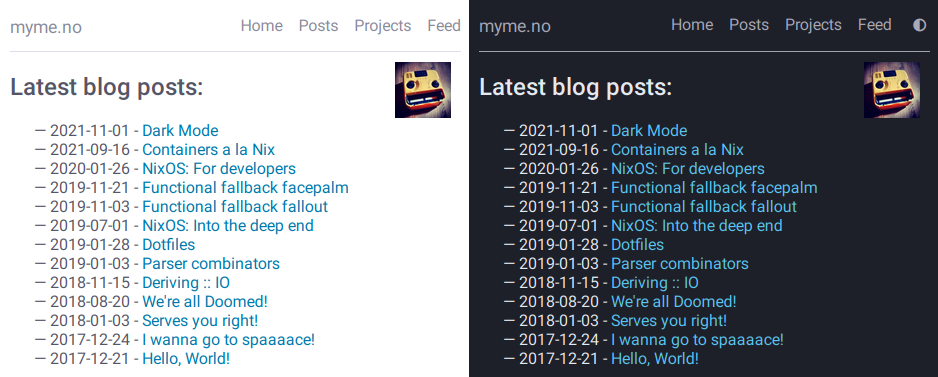 myme.no Home Posts Projects Feed
Latest blog posts:
— 2021-11-01 - Dark Mode
— 2021-09-16 - Containers a la Nix
— 2020-01-26 - NixOS: For developers
— 2019-11-21 - Functional fallback facepalm
— 2019-11-03 - Functional fallback fallout
— 2019-07-01 - NixOS: Into the deep end
— 2019-01-28 - Dotfiles
— 2019-01-03 - Parser combinators
— 2018-11-15 - Deriving :: IO
— 2018-08-20 - We're all Doomed!
— 2018-01-03 - Serves you right!
— 2017-12-24 - I wanna go to spaaaace!
— 2017-12-21 - Hello, World!
myme.no Home Posts Projects Feed
Latest blog posts:
— 2021-11-01 - Dark Mode
— 2021-09-16 - Containers a la Nix
— 2020-01-26 - NixOS: For developers
— 2019-11-21 - Functional fallback facepalm
— 2019-11-03 - Functional fallback fallout
— 2019-07-01 - NixOS: Into the deep end
— 2019-01-28 - Dotfiles
— 2019-01-03 - Parser combinators
— 2018-11-15 - Deriving :: IO
— 2018-08-20 - We're all Doomed!
— 2018-01-03 - Serves you right!
— 2017-12-24 - I wanna go to spaaaace!
— 2017-12-21 - Hello, World!